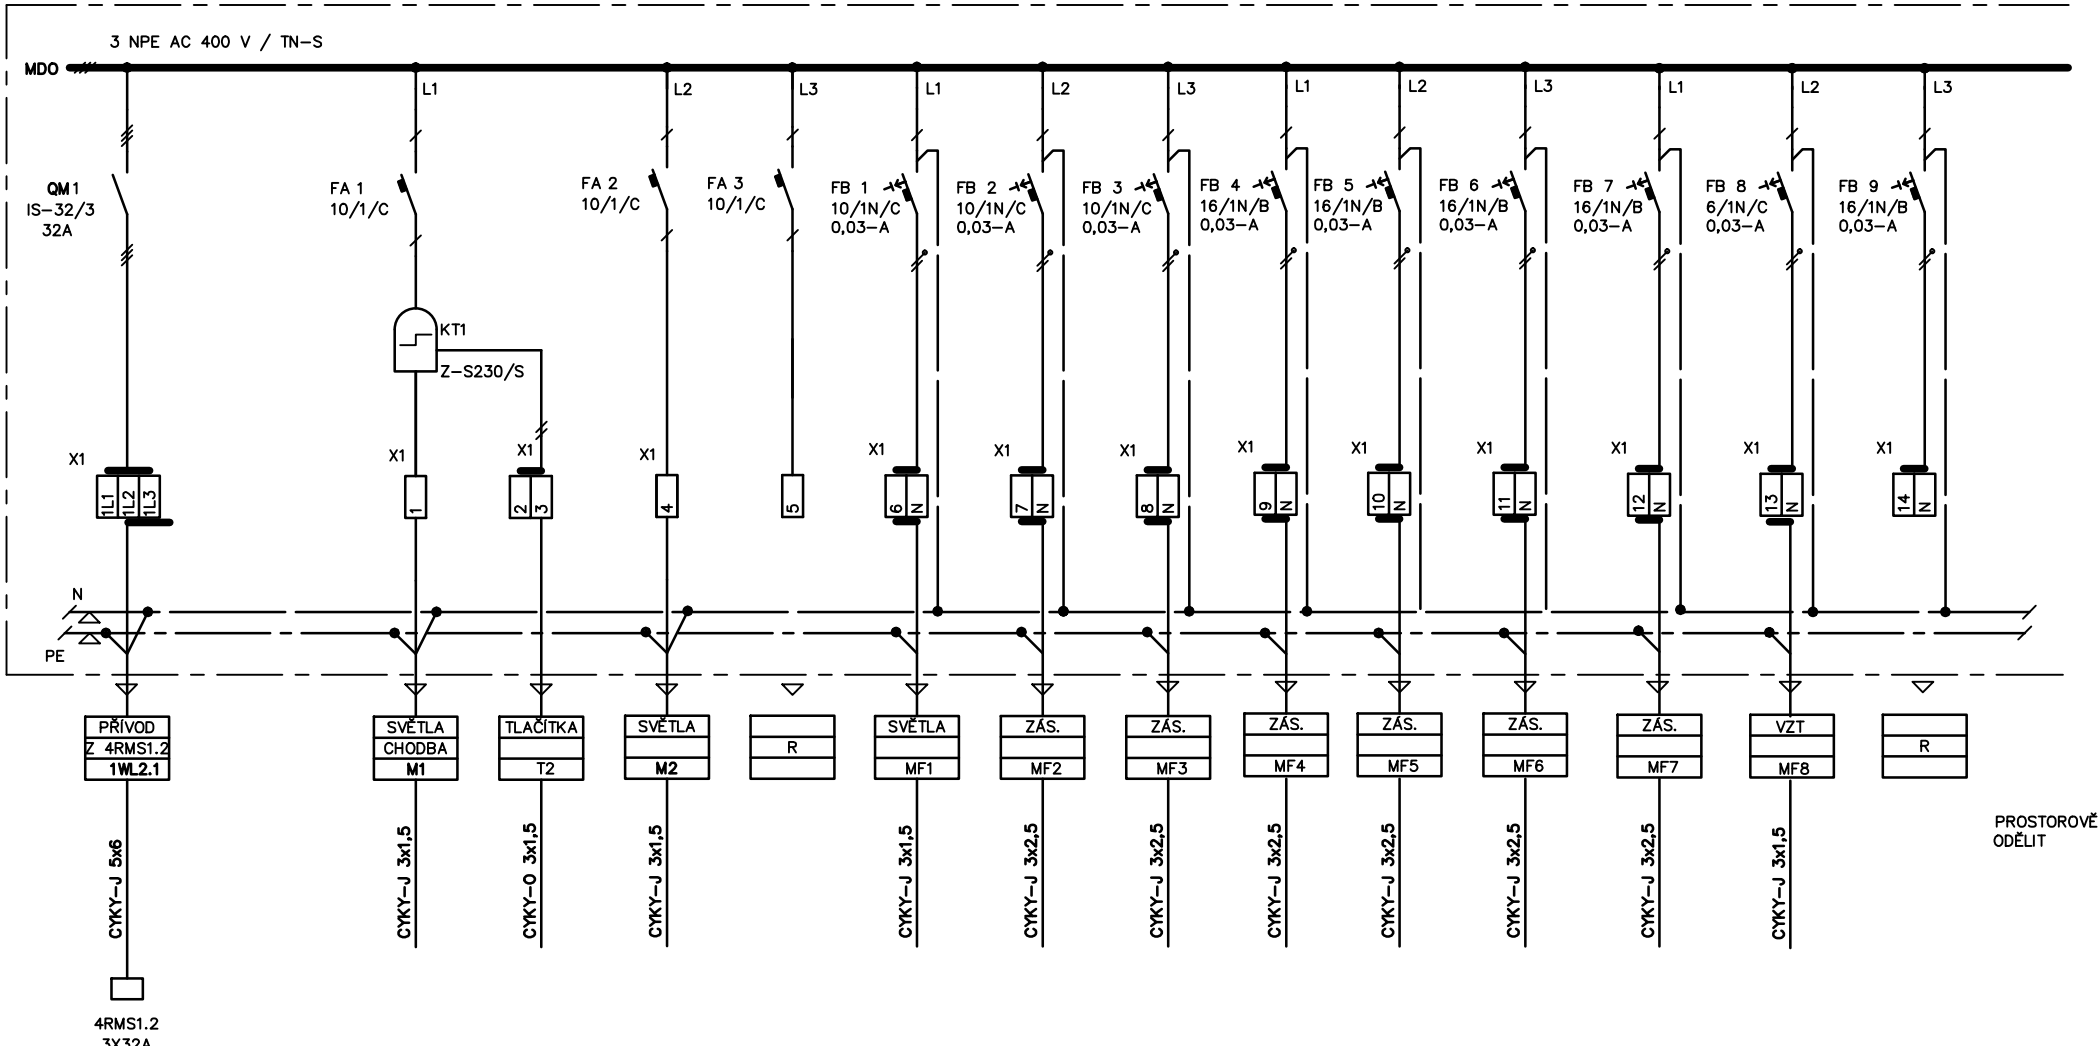 3 NPE AC 400 V / TN-S
MDO
L1
L2
L3
L1
L2
L3
L1
L2
L3
L1
L2
L3
QM1
IS-32/3
32A
FA 1
10/1/C
FA 2
10/1/C
FA 3
10/1/C
FB 1
10/1N/C
0,03-A
FB 2
10/1N/C
0,03-A
FB 3
10/1N/C
0,03-A
FB 4
16/1N/B
0,03-A
FB 5
16/1N/B
0,03-A
FB 6
16/1N/B
0,03-A
FB 7
16/1N/B
0,03-A
FB 8
6/1N/C
0,03-A
FB 9
16/1N/B
0,03-A
KT1
Z-S230/S
X1
X1
X1
X1
X1
X1
X1
X1
X1
X1
X1
X1
X1
1L1
1L2
1L3
1
2
3
4
5
6
N
7
N
8
N
9
N
10
N
11
N
12
N
13
N
14
N
N
PE
PŘÍVOD
Z 4RMS1.2
1WL2.1
SVĚTLA
CHODBA
M1
TLAČÍTKA
T2
SVĚTLA
M2
R
SVĚTLA
MF1
ZÁS.
MF2
ZÁS.
MF3
ZÁS.
MF4
ZÁS.
MF5
ZÁS.
MF6
ZÁS.
MF7
VZT
MF8
R
CYKY-J 5x6
CYKY-J 3x1,5
CYKY-O 3x1,5
CYKY-J 3x1,5
CYKY-J 3x1,5
CYKY-J 3x2,5
CYKY-J 3x2,5
CYKY-J 3x2,5
CYKY-J 3x2,5
CYKY-J 3x2,5
CYKY-J 3x2,5
CYKY-J 3x1,5
PROSTOROVĚ
ODĚLIT
4RMS1.2
3X32A